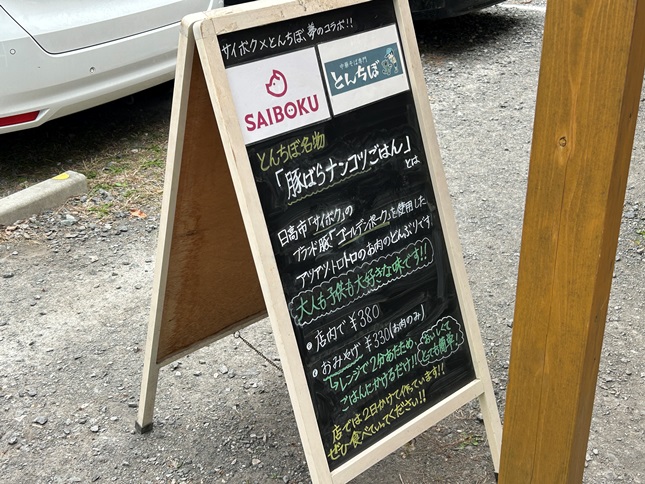 サイボク×とんちぼ、夢のコラボ!!
SAIBOKU
中華そば専門
とんちぼ
とんちぼ名物
「豚ばらナンコツごはん」とは
日高市「サイボク」の
ブランド豚「ゴールデンポーク」を使用した
アツアツ・トロトロのお肉のどんぶりです。
大人も子供も大好きな味です!!
• 店内で ¥380
• おみやげ ¥330(お肉のみ)
レンジで2分あたため、
ごはんにかけるだけ!!
おいしくて
とても簡単!
店では2日かけて作っています!!
ぜひ食べていってください!!